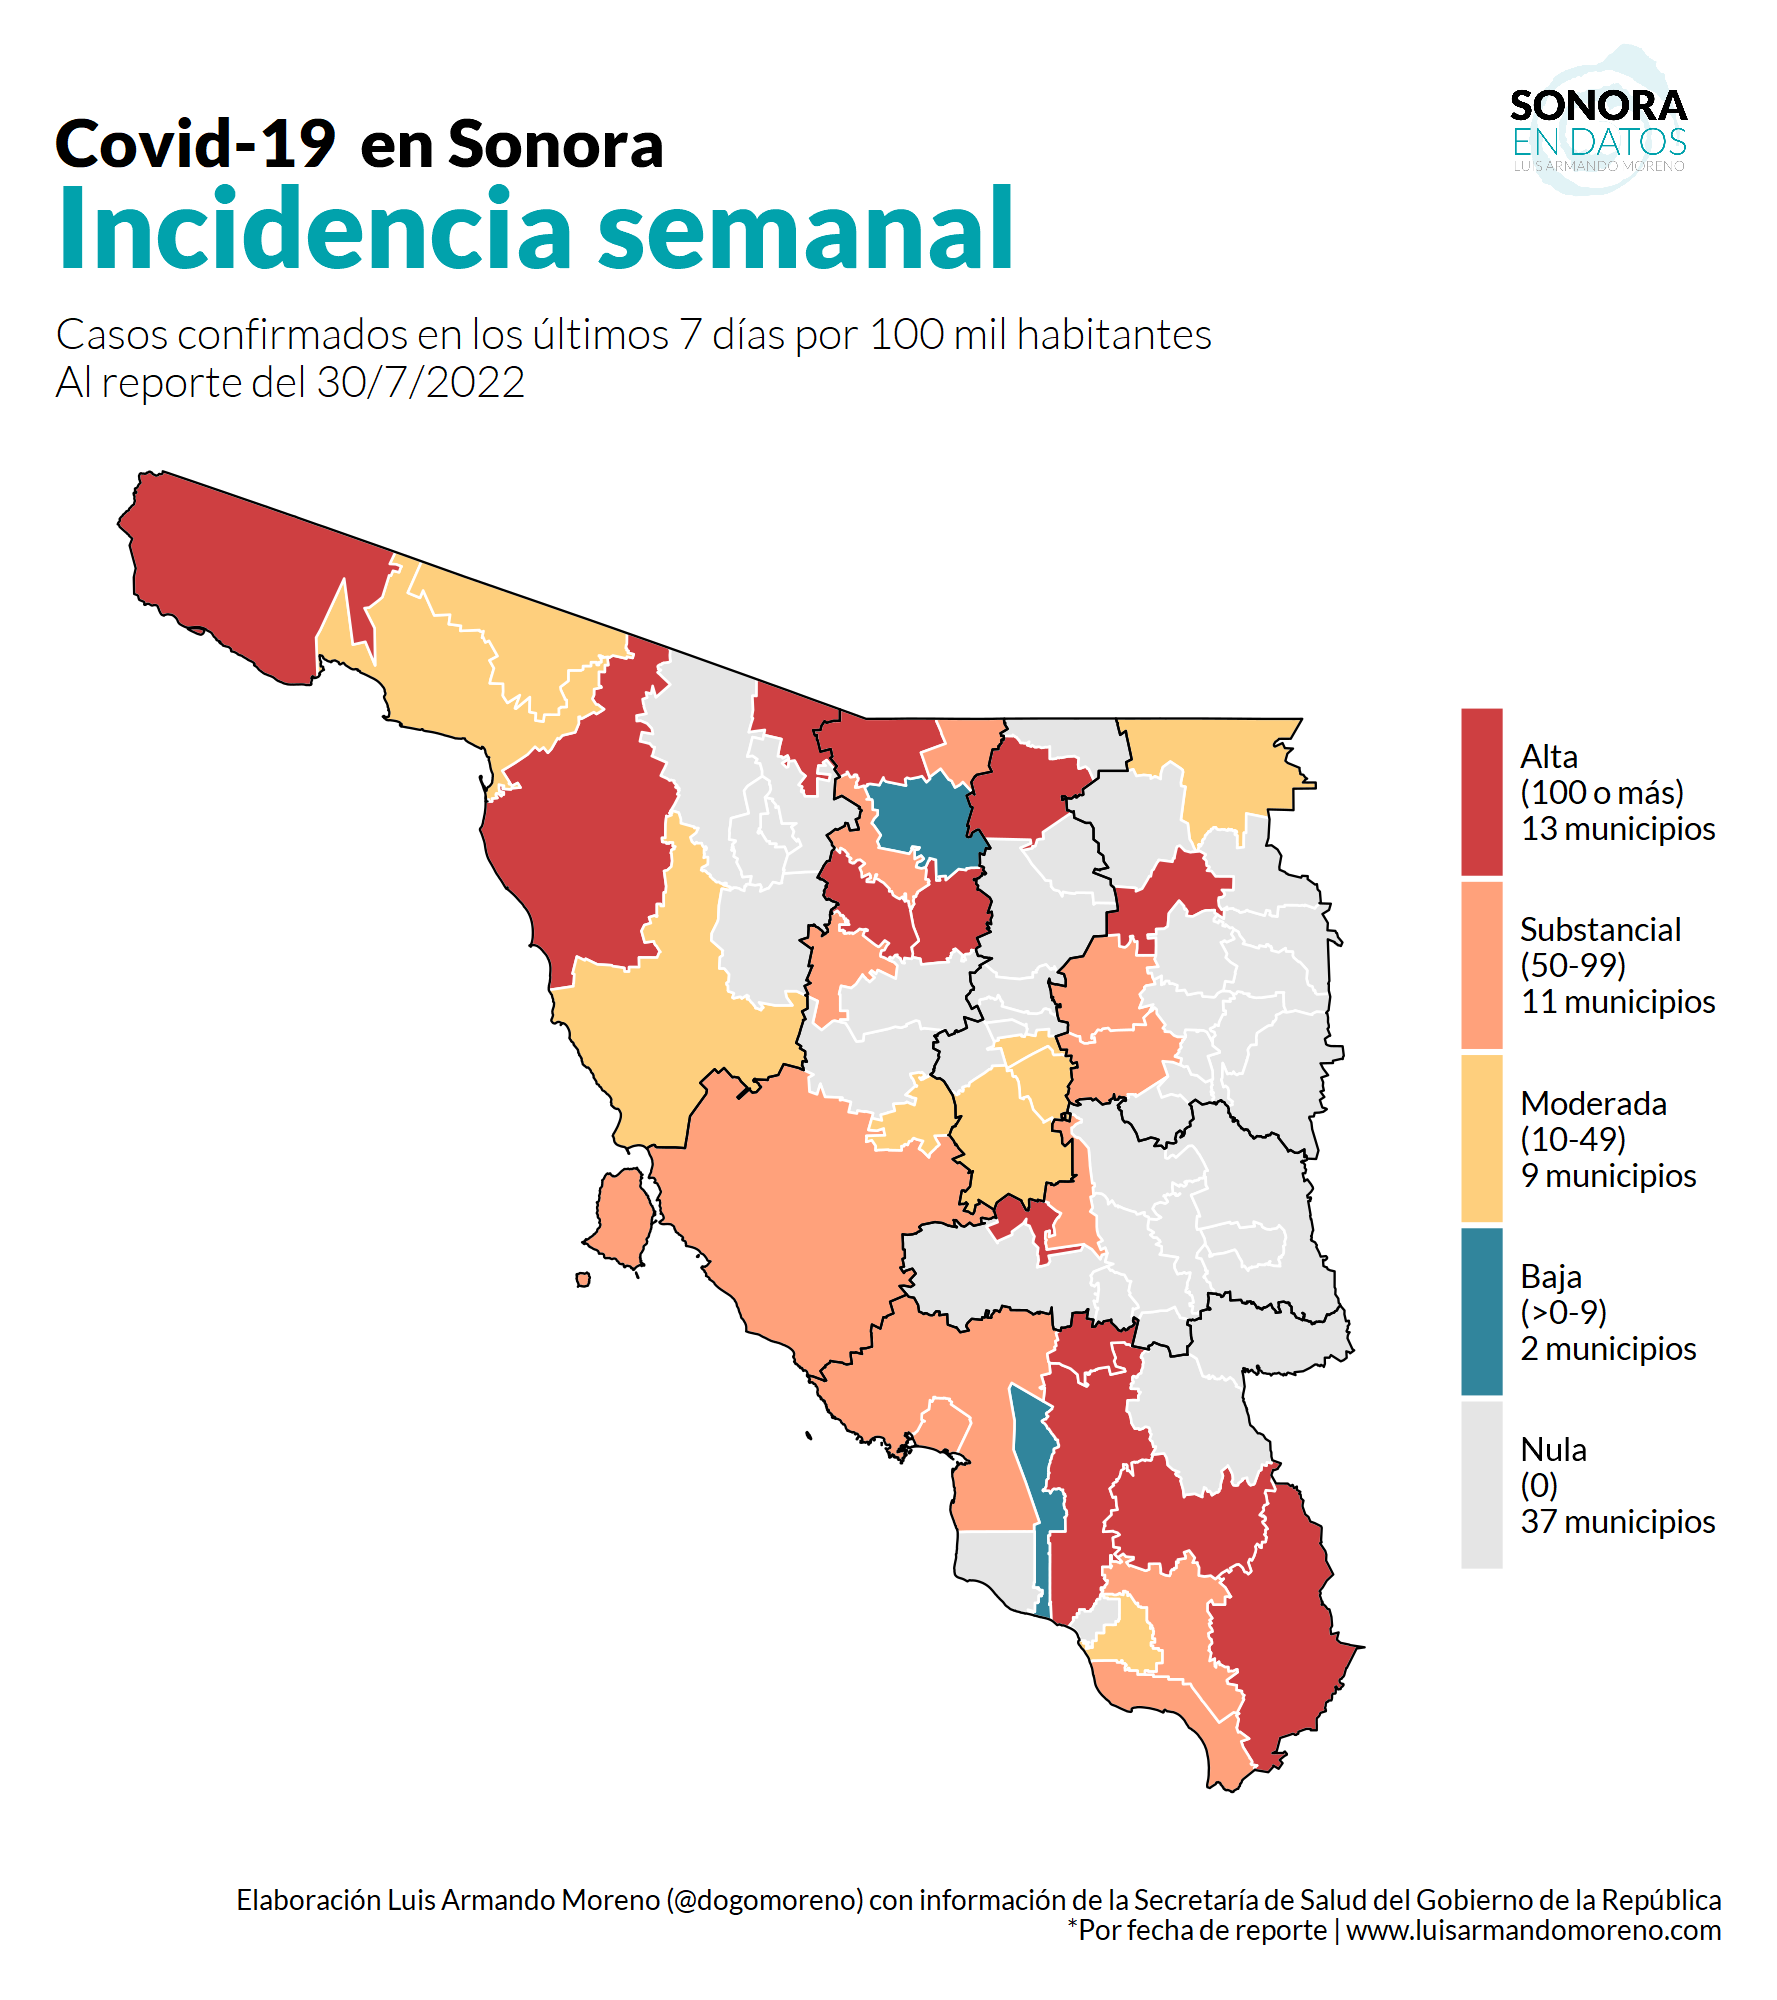 SONORA
EN DATOS
LUIS ARMANDO MORENO
Covid-19 en Sonora
Incidencia semanal
Casos confirmados en los últimos 7 días por 100 mil habitantes
Al reporte del 30/7/2022
Alta
(100 o más)
13 municipios
Substancial
(50-99)
11 municipios
Moderada
(10-49)
9 municipios
Baja
(>0-9)
2 municipios
Nula
(0)
37 municipios
Elaboración Luis Armando Moreno (@dogomoreno) con información de la Secretaría de Salud del Gobierno de la República
*Por fecha de reporte | www.luisarmandomoreno.com